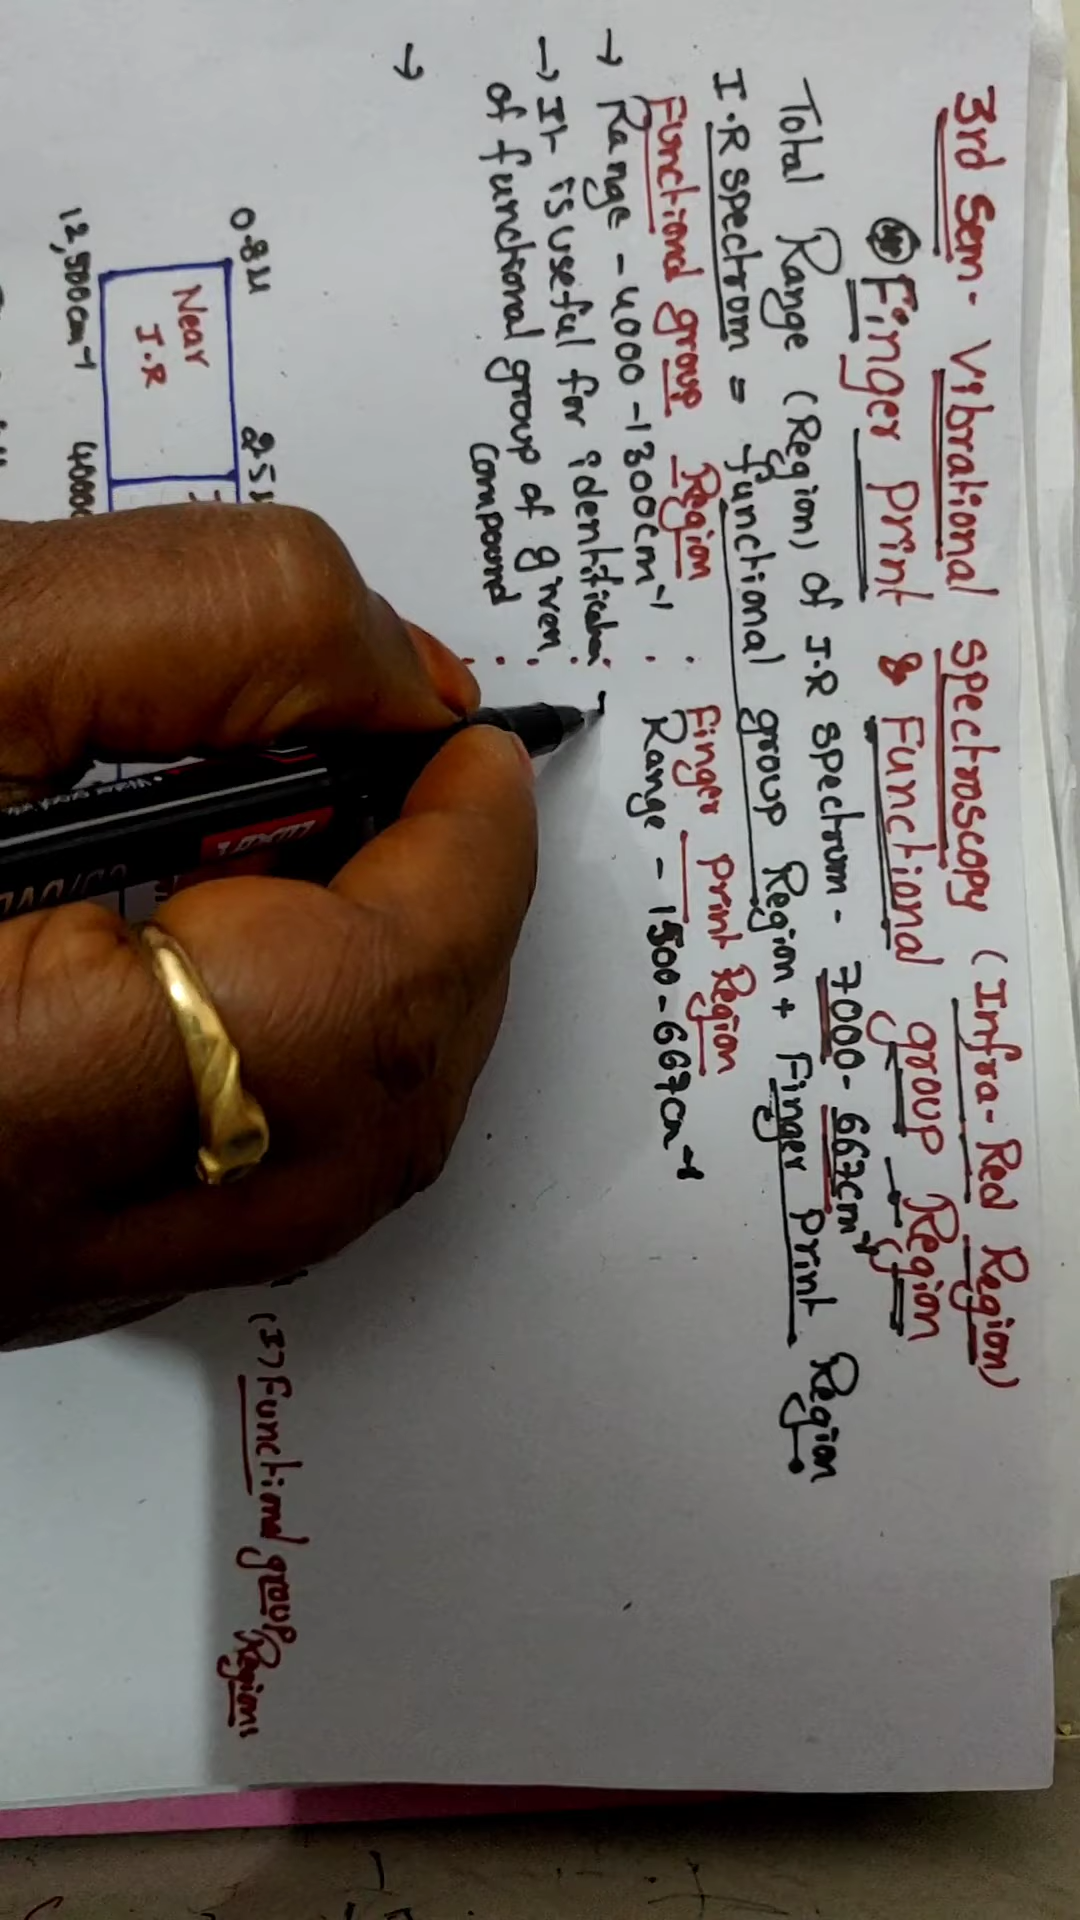 3rd Sem- Vibrational Spectroscopy (Infra-Red Region)
Finger Print & Functional group Region
Total Range (Region) of I.R spectrum - 7000-667cm⁻¹
I.R spectrom = functional group Region + Finger Print Region
Functional group Region : Finger print Region
→ Range - 4000-1300cm⁻¹ : Range - 1500-667cm⁻¹
→ It is useful for identification
of functional group of given
compound
→
0.8μ
Near
I.R
12,500cm⁻¹
(I) Functional group Region